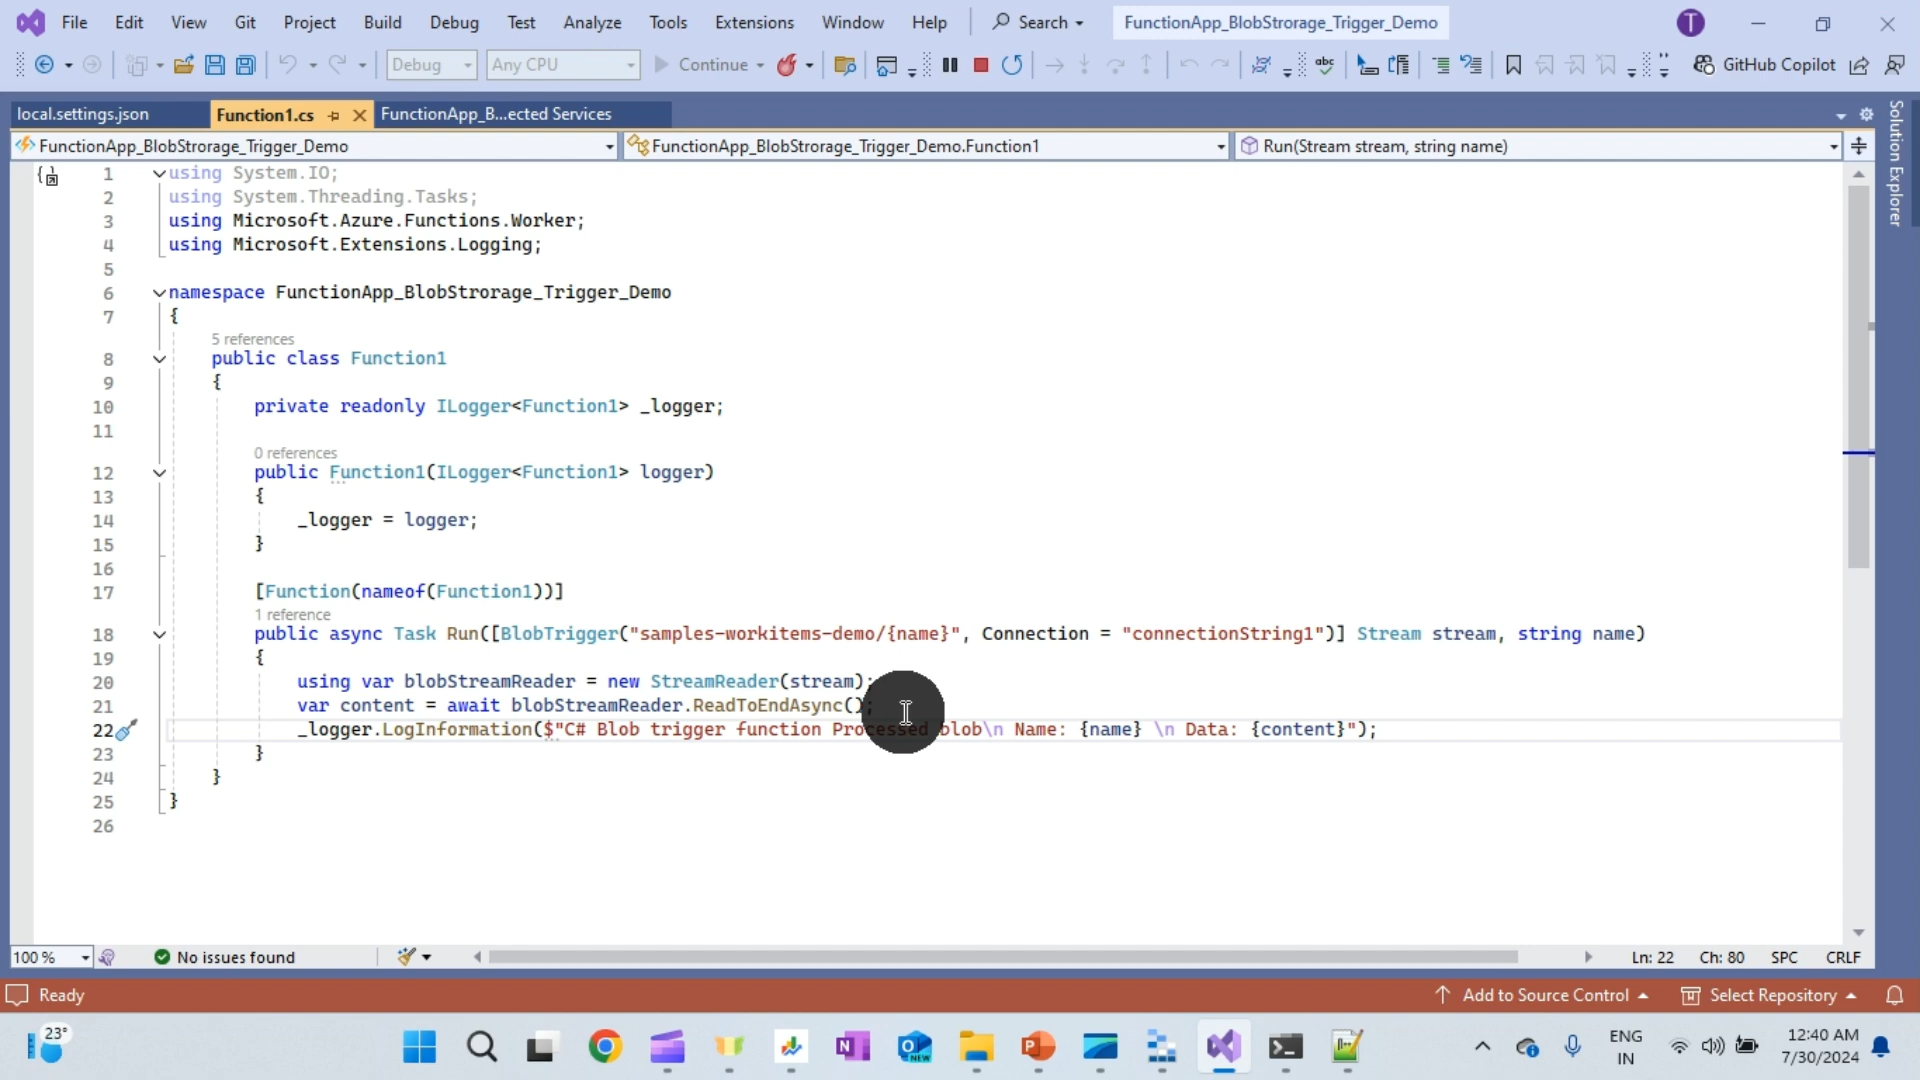 File Edit View Git Project Build Debug Test Analyze Tools Extensions Window Help Search FunctionApp_BlobStrorage_Trigger_Demo T
Debug Any CPU Continue abc GitHub Copilot
local.settings.json Function1.cs FunctionApp_B...ected Services
FunctionApp_BlobStrorage_Trigger_Demo FunctionApp_BlobStrorage_Trigger_Demo.Function1 Run(Stream stream, string name)
Solution Explorer
1 using System.IO;
2 using System.Threading.Tasks;
3 using Microsoft.Azure.Functions.Worker;
4 using Microsoft.Extensions.Logging;
5
6 namespace FunctionApp_BlobStrorage_Trigger_Demo
7 {
5 references
8 public class Function1
9 {
10 private readonly ILogger<Function1> _logger;
11
0 references
12 public Function1(ILogger<Function1> logger)
13 {
14 _logger = logger;
15 }
16
17 [Function(nameof(Function1))]
1 reference
18 public async Task Run([BlobTrigger("samples-workitems-demo/{name}", Connection = "connectionString1")] Stream stream, string name)
19 {
20 using var blobStreamReader = new StreamReader(stream);
21 var content = await blobStreamReader.ReadToEndAsync();
22 _logger.LogInformation($"C# Blob trigger function Processed blob\n Name: {name} \n Data: {content}");
23 }
24 }
25 }
26
100 % No issues found Ln: 22 Ch: 80 SPC CRLF
Ready Add to Source Control Select Repository
23° ENG 12:40 AM
IN 7/30/2024